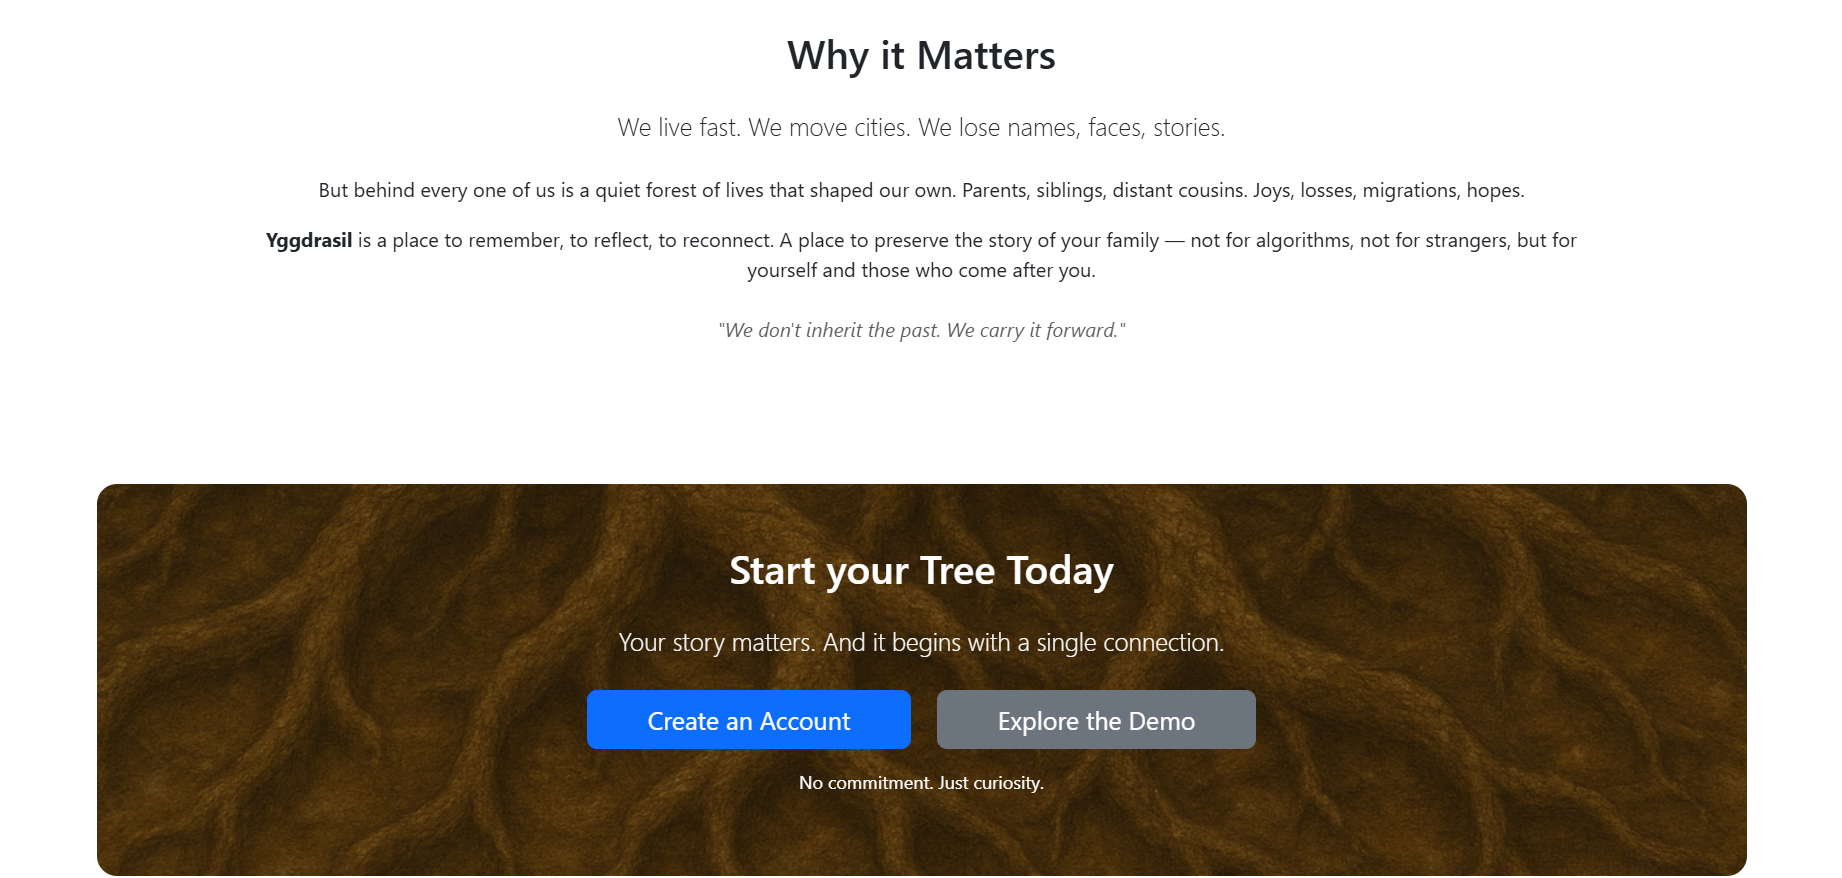 Why it Matters
We live fast. We move cities. We lose names, faces, stories.
But behind every one of us is a quiet forest of lives that shaped our own. Parents, siblings, distant cousins. Joys, losses, migrations, hopes.
Yggdrasil is a place to remember, to reflect, to reconnect. A place to preserve the story of your family — not for algorithms, not for strangers, but for
yourself and those who come after you.
"We don't inherit the past. We carry it forward."
Start your Tree Today
Your story matters. And it begins with a single connection.
Create an Account
Explore the Demo
No commitment. Just curiosity.